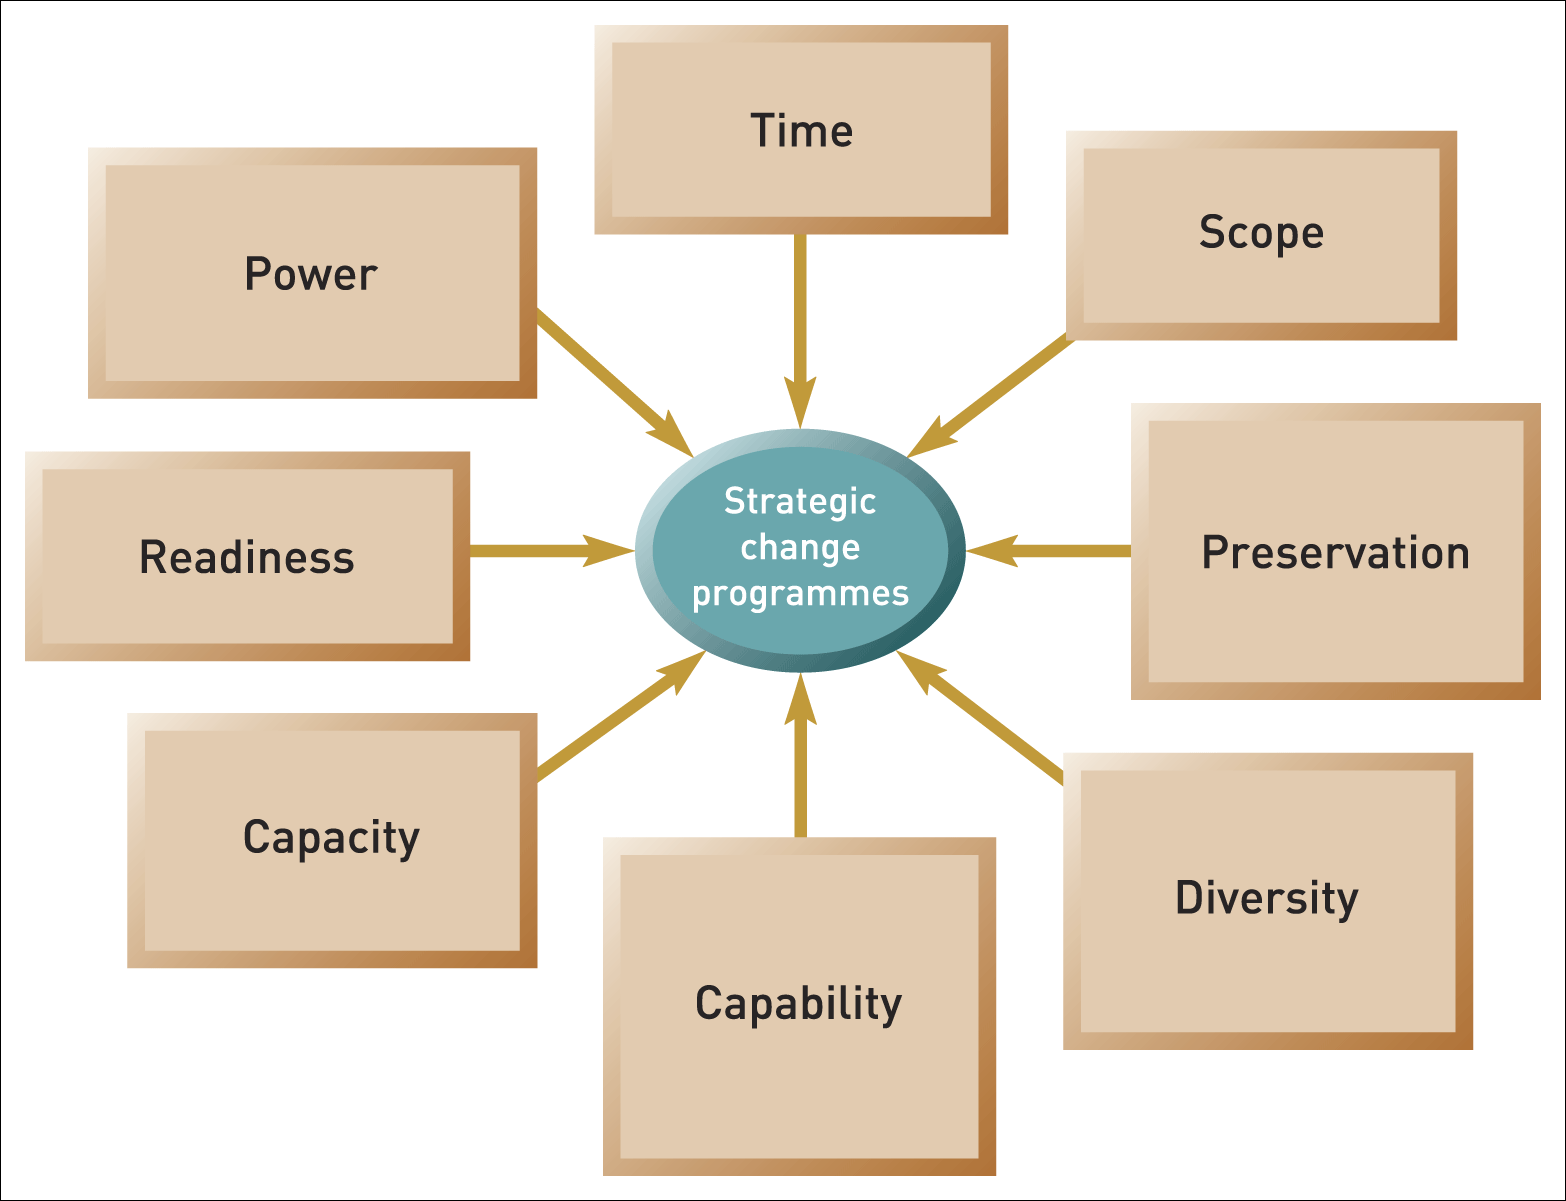 Time
Scope
Power
Strategic
change
programmes
Preservation
Readiness
Capacity
Diversity
Capability